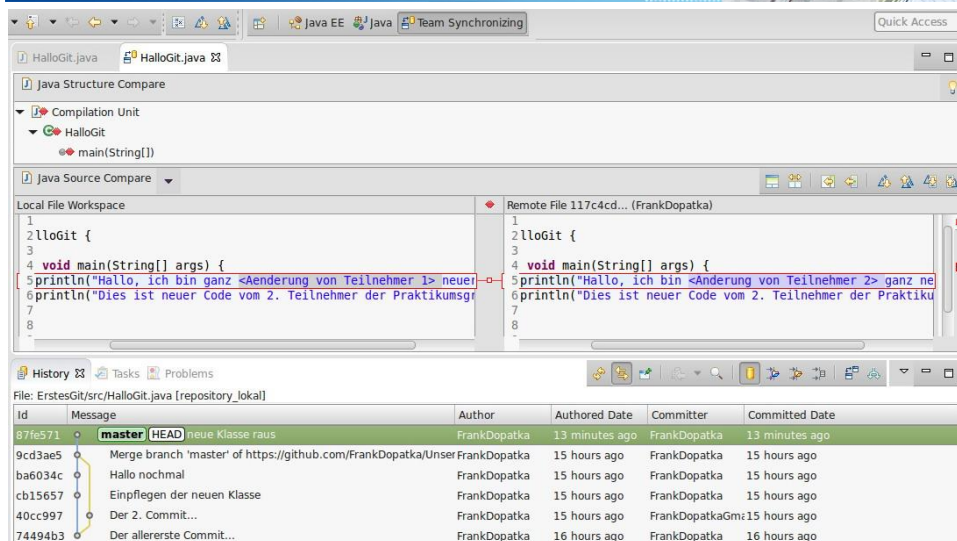 Java EE Java Team Synchronizing Quick Access
HalloGit.java HalloGit.java
Java Structure Compare
Compilation Unit
HalloGit
main(String[])
Java Source Compare
Local File Workspace Remote File 117c4cd... (FrankDopatka)
1 1
2 lloGit { 2 lloGit {
3 3
4 void main(String[] args) { 4 void main(String[] args) {
5 println("Hallo, ich bin ganz <Aenderung von Teilnehmer 1> neuer 5 println("Hallo, ich bin <Anderung von Teilnehmer 2> ganz ne
6 println("Dies ist neuer Code vom 2. Teilnehmer der Praktikumsgr 6 println("Dies ist neuer Code vom 2. Teilnehmer der Praktiku
7 7
8 8
History Tasks Problems
File: ErstesGit/src/HalloGit.java [repository_lokal]
Id Message Author Authored Date Committer Committed Date
87fe571 master HEAD neue Klasse raus FrankDopatka 13 minutes ago FrankDopatka 13 minutes ago
9cd3ae5 Merge branch 'master' of https://github.com/FrankDopatka/Unser FrankDopatka 15 hours ago FrankDopatka 15 hours ago
ba6034c Hallo nochmal FrankDopatka 15 hours ago FrankDopatka 15 hours ago
cb15657 Einpflegen der neuen Klasse FrankDopatka 15 hours ago FrankDopatka 15 hours ago
40cc997 Der 2. Commit... FrankDopatka 15 hours ago FrankDopatkaGma 15 hours ago
74494b3 Der allererste Commit... FrankDopatka 16 hours ago FrankDopatka 16 hours ago